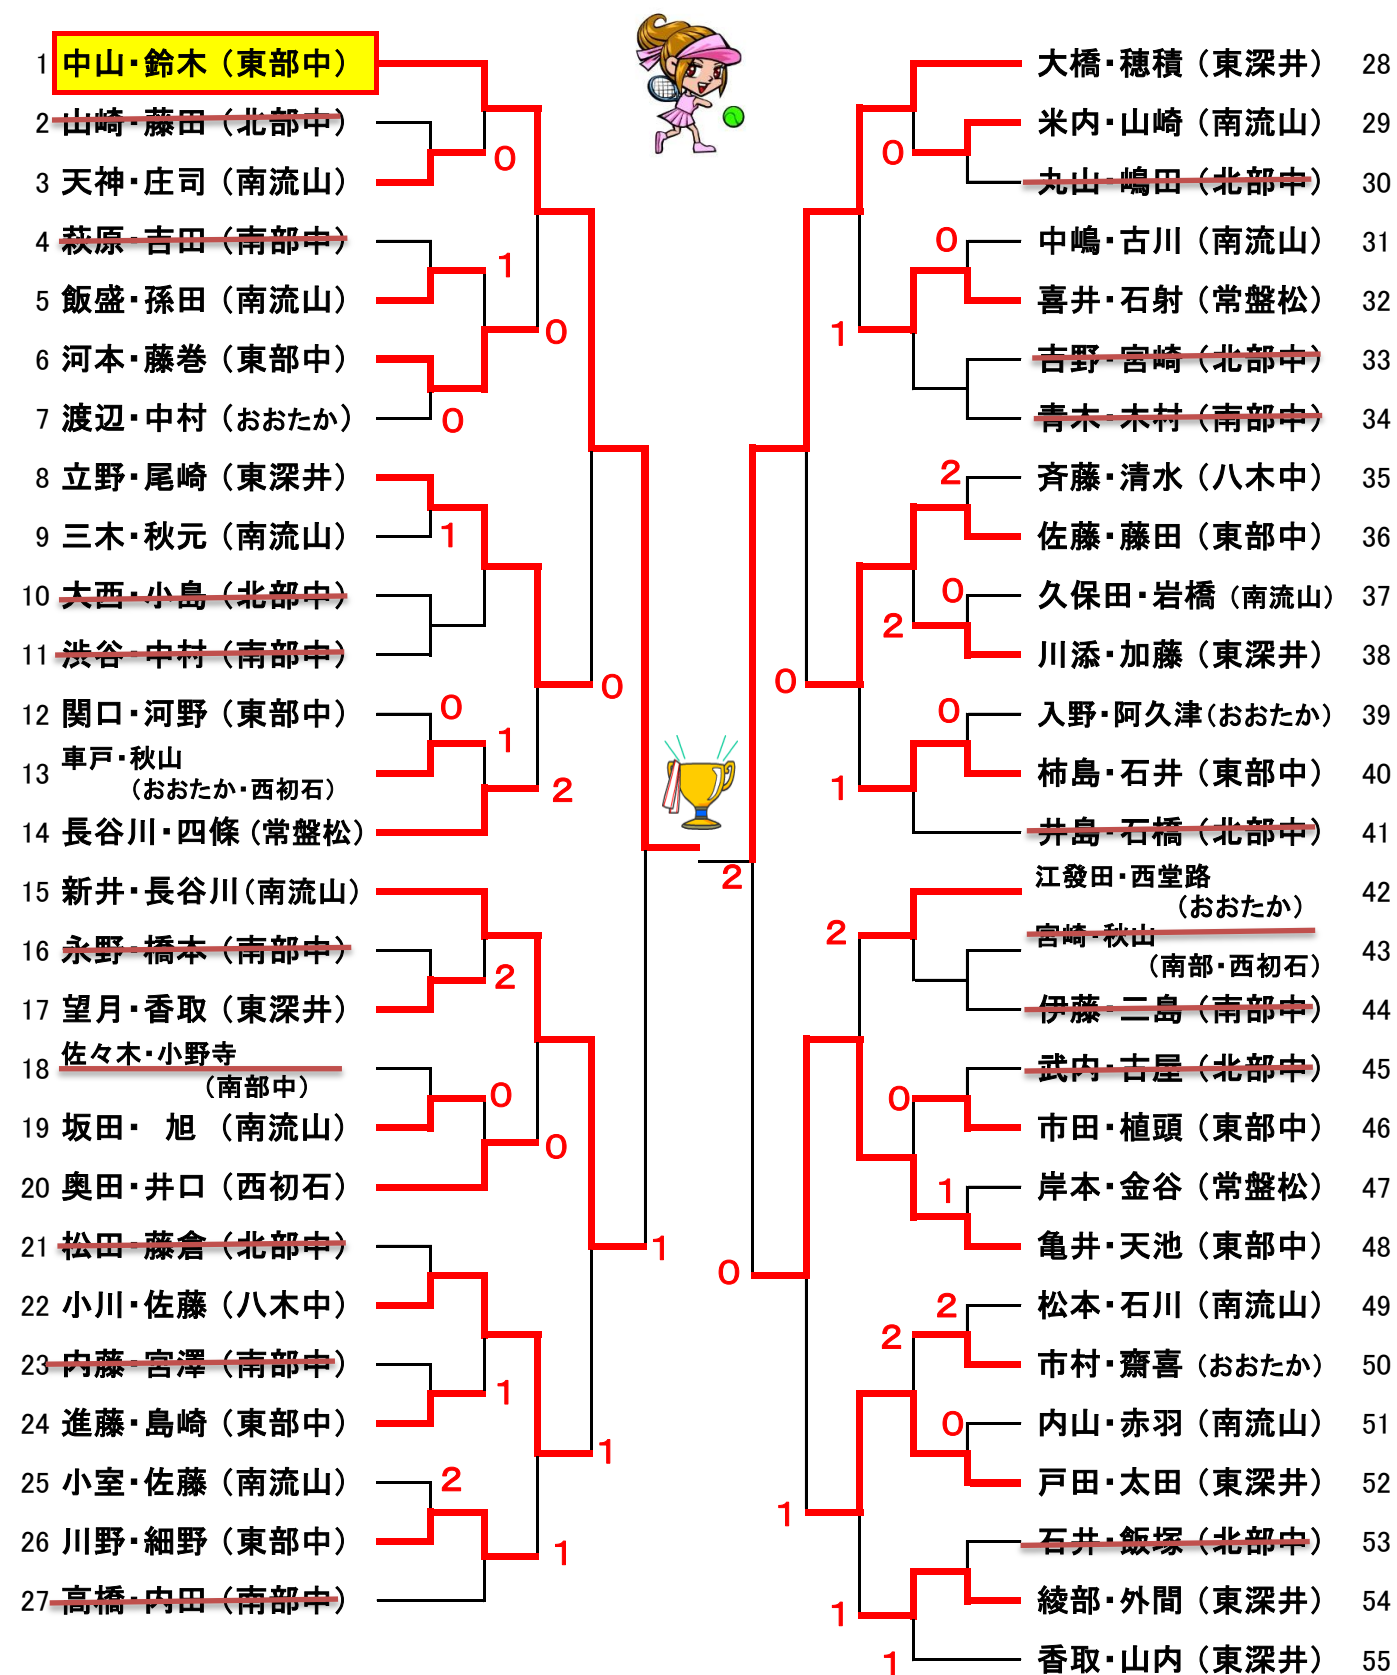 1 中山・鈴木（東部中）
2 山崎・藤田（北部中）
0
3 天神・庄司（南流山）
4 萩原・吉田（南部中）
1
5 飯盛・孫田（南流山）
0
6 河本・藤巻（東部中）
7 渡辺・中村（おおたか）
0
8 立野・尾崎（東深井）
9 三木・秋元（南流山）
1
10 大西・小島（北部中）
11 渋谷・中村（南部中）
0
12 関口・河野（東部中）
0
1
13 車戸・秋山
（おおたか・西初石）
2
14 長谷川・四條（常盤松）
15 新井・長谷川（南流山）
16 永野・橋本（南部中）
2
17 望月・香取（東深井）
18 佐々木・小野寺
（南部中）
0
19 坂田・ 旭 （南流山）
0
20 奥田・井口（西初石）
21 松田・藤倉（北部中）
1
22 小川・佐藤（八木中）
23 内藤・宮澤（南部中）
1
24 進藤・島崎（東部中）
1
25 小室・佐藤（南流山）
2
26 川野・細野（東部中）
1
27 高橋・内田（南部中）
2
大橋・穂積（東深井） 28
米内・山崎（南流山） 29
0
丸山・嶋田（北部中） 30
0
中嶋・古川（南流山） 31
喜井・石射（常盤松） 32
1
吉野・宮崎（北部中） 33
青木・木村（南部中） 34
2
斉藤・清水（八木中） 35
佐藤・藤田（東部中） 36
0
久保田・岩橋（南流山） 37
2
川添・加藤（東深井） 38
0
0
入野・阿久津（おおたか） 39
柿島・石井（東部中） 40
1
井島・石橋（北部中） 41
江發田・西堂路
（おおたか）
42
2
宮崎・秋山
（南部・西初石）
43
伊藤・二島（南部中） 44
武内・古屋（北部中） 45
0
市田・植頭（東部中） 46
1
岸本・金谷（常盤松） 47
亀井・天池（東部中） 48
0
2
松本・石川（南流山） 49
2
市村・齋喜（おおたか） 50
0
内山・赤羽（南流山） 51
戸田・太田（東深井） 52
1
石井・飯塚（北部中） 53
綾部・外間（東深井） 54
1
1
香取・山内（東深井） 55